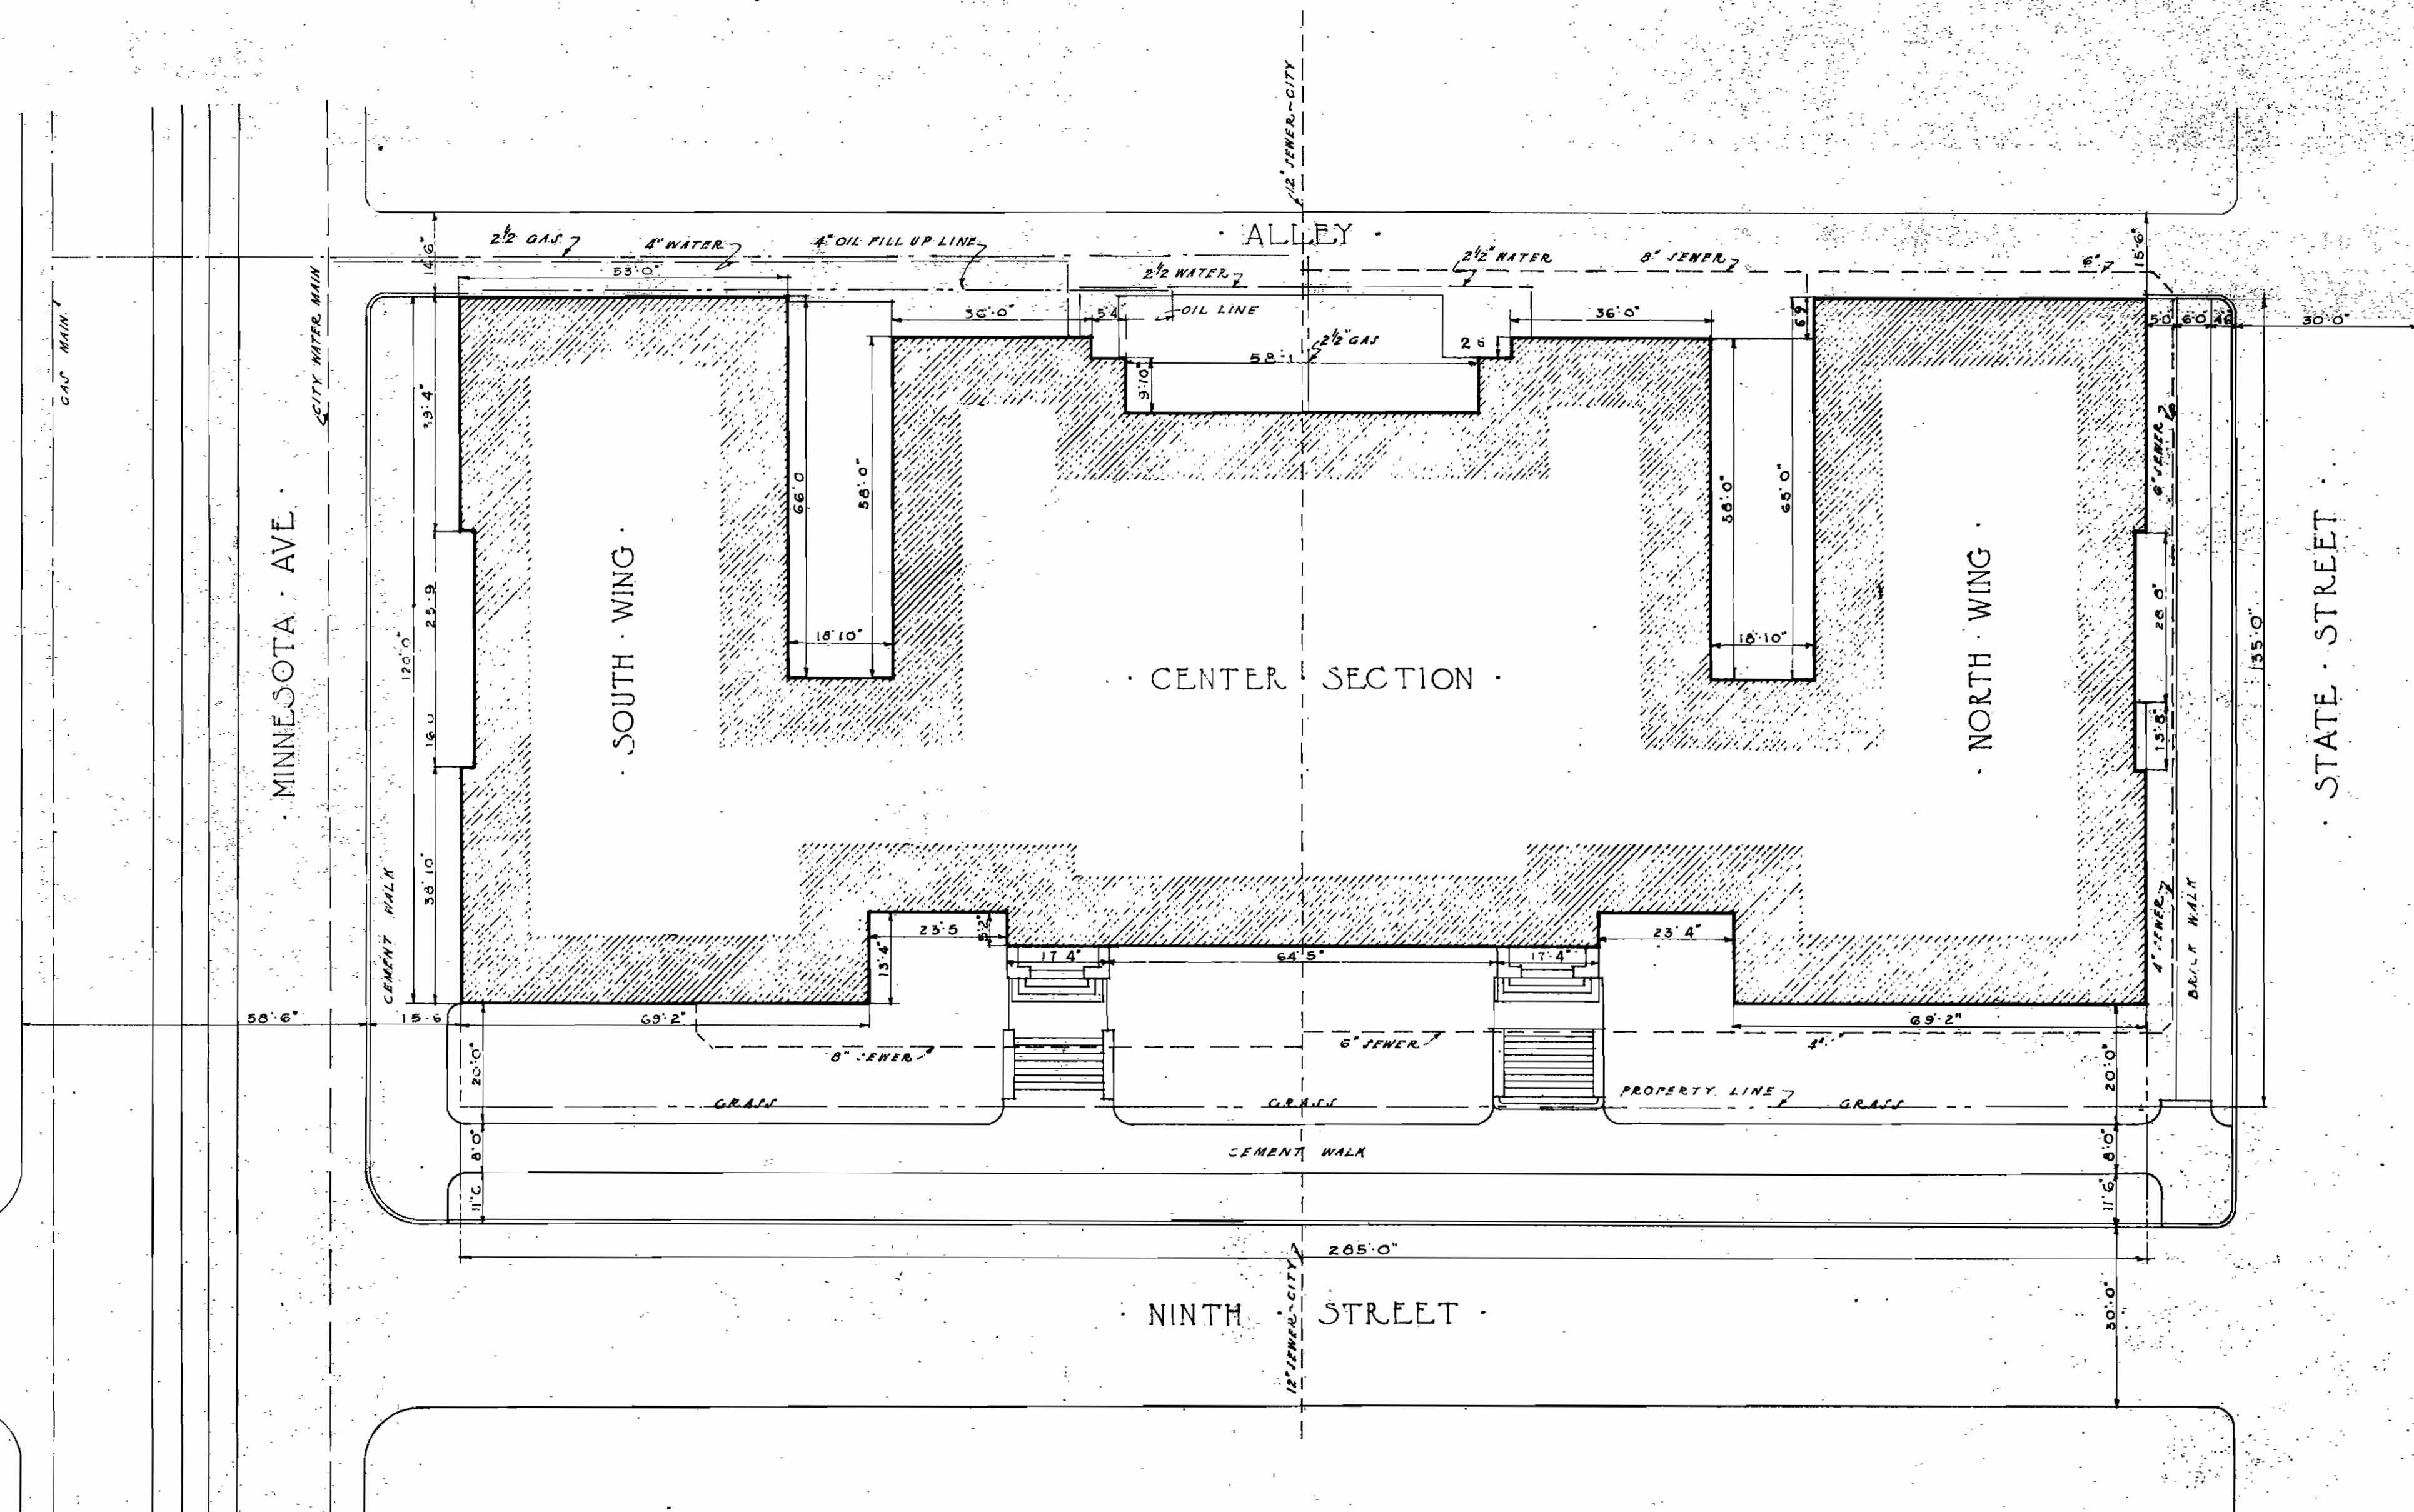 12" SEWER-CITY
· ALLEY ·
2½ GAS
4" WATER
4" OIL FILL UP LINE
2½ WATER
2½" WATER
8" SEWER
6"
14'6"
15'6"
53'0"
36'0"
5'4
OIL LINE
2½" GAS
2 6
36'0"
6 9
5'0
6'0
4'6
30'0"
58'1
9'10"
GAS MAIN
CITY WATER MAIN
39'4"
66'0
58'0"
58'0"
65'0"
6" SEWER
· MINNESOTA · AVE ·
· SOUTH · WING ·
· CENTER SECTION ·
· NORTH · WING ·
· STATE · STREET ·
120'0"
25'9
16'0
18'10"
18'10"
28'8"
13'8"
135'0"
38'10"
CEMENT WALK
4" SEWER
BRICK WALK
23'5
5'2"
13'4"
23'4"
17'4"
64'5"
17'4"
58'6"
15'6
69'2"
69'2"
8" SEWER
6" SEWER
4"
20'0"
20'0"
PROPERTY LINE
GRASS
GRASS
GRASS
8'0"
CEMENT WALK
8'0"
11'6"
285'0"
· NINTH · STREET ·
12" SEWER-CITY
30'0"